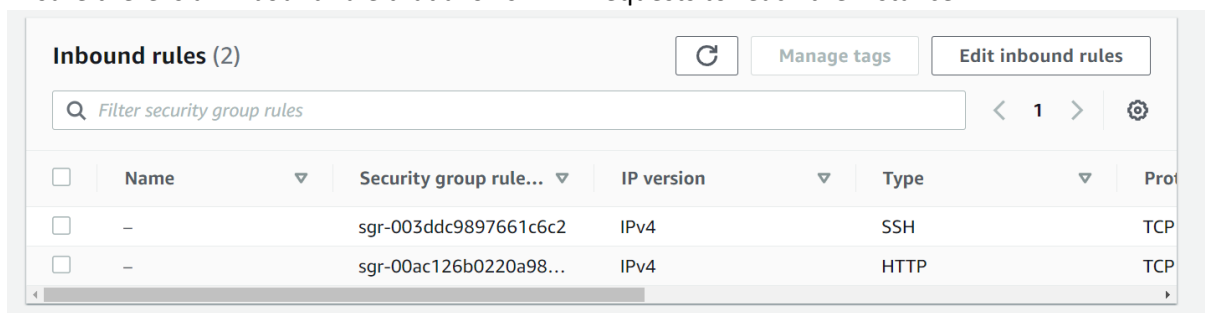 Inbound rules (2)
Manage tags
Edit inbound rules
Filter security group rules
1
Name
Security group rule...
IP version
Type
–
sgr-003ddc9897661c6c2
IPv4
SSH
TCP
–
sgr-00ac126b0220a98...
IPv4
HTTP
TCP